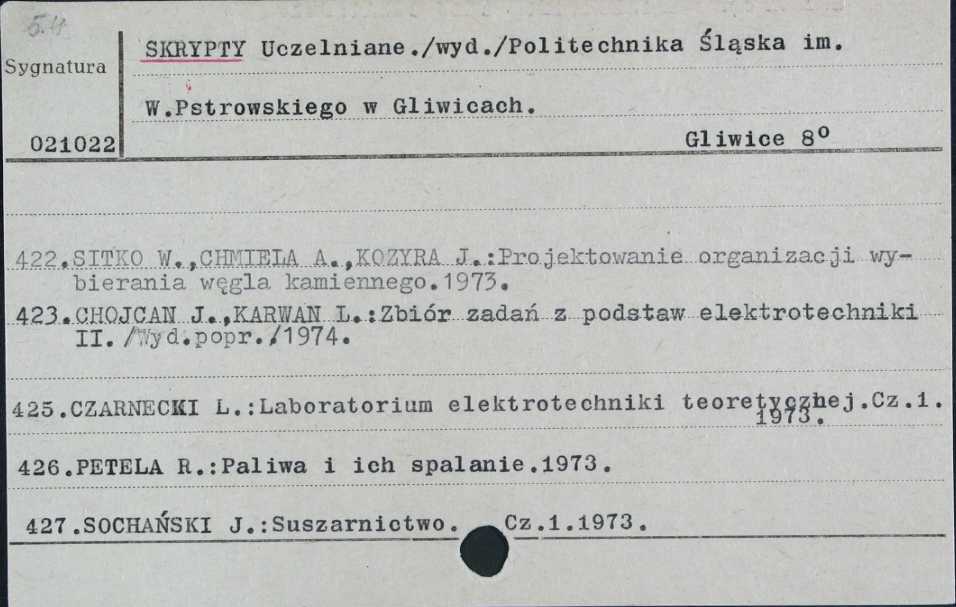 5.4
SKRYPTY Uczelniane./wyd./Politechnika Śląska im.
Sygnatura
W.Pstrowskiego w Gliwicach.
021022
Gliwice 8º
422.SITKO W.,CHMIELA A.,KOZYRA J.:Projektowanie organizacji wy-
bierania węgla kamiennego.1973.
423.CHOJCAN J.,KARWAN L.:Zbiór zadań z podstaw elektrotechniki
II. /Wyd.popr./1974.
425.CZARNECKI L.:Laboratorium elektrotechniki teoretycznej.Cz.1.
1973.
426.PETELA R.:Paliwa i ich spalanie.1973.
427.SOCHAŃSKI J.:Suszarnictwo. Cz.1.1973.